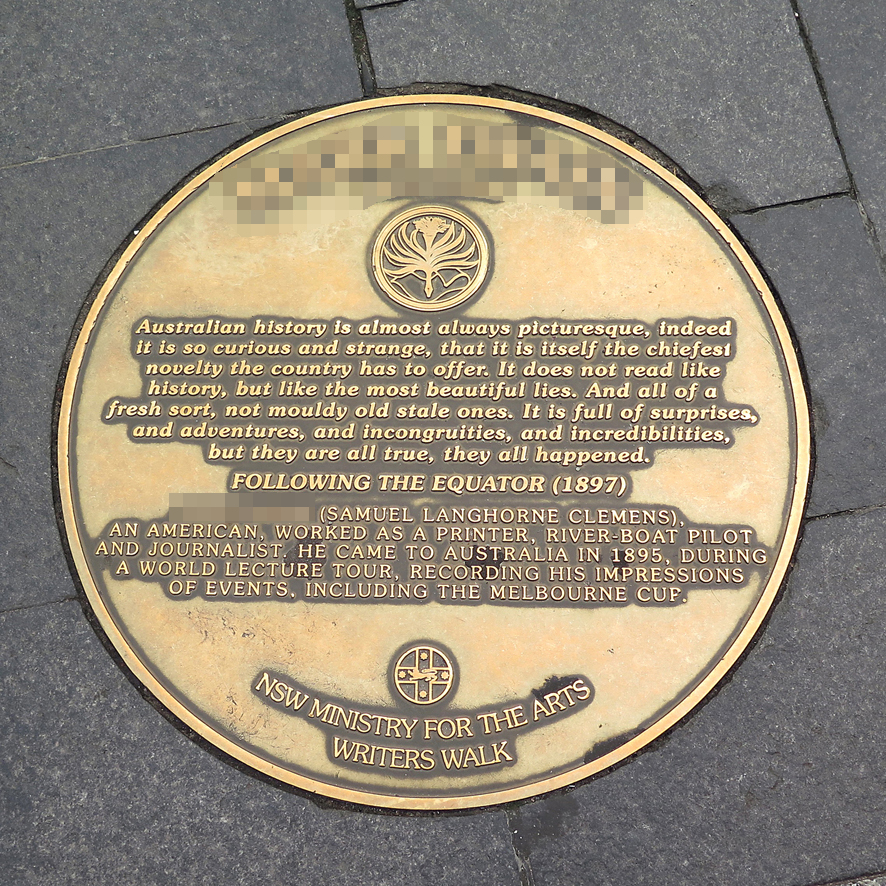 Australian history is almost always picturesque, indeed
it is so curious and strange, that it is itself the chiefest
novelty the country has to offer. It does not read like
history, but like the most beautiful lies. And all of a
fresh sort, not mouldy old stale ones. It is full of surprises,
and adventures, and incongruities, and incredibilities,
but they are all true, they all happened.
FOLLOWING THE EQUATOR (1897)
(SAMUEL LANGHORNE CLEMENS),
AN AMERICAN, WORKED AS A PRINTER, RIVER-BOAT PILOT
AND JOURNALIST. HE CAME TO AUSTRALIA IN 1895, DURING
A WORLD LECTURE TOUR, RECORDING HIS IMPRESSIONS
OF EVENTS, INCLUDING THE MELBOURNE CUP.
NSW MINISTRY FOR THE ARTS
WRITERS WALK